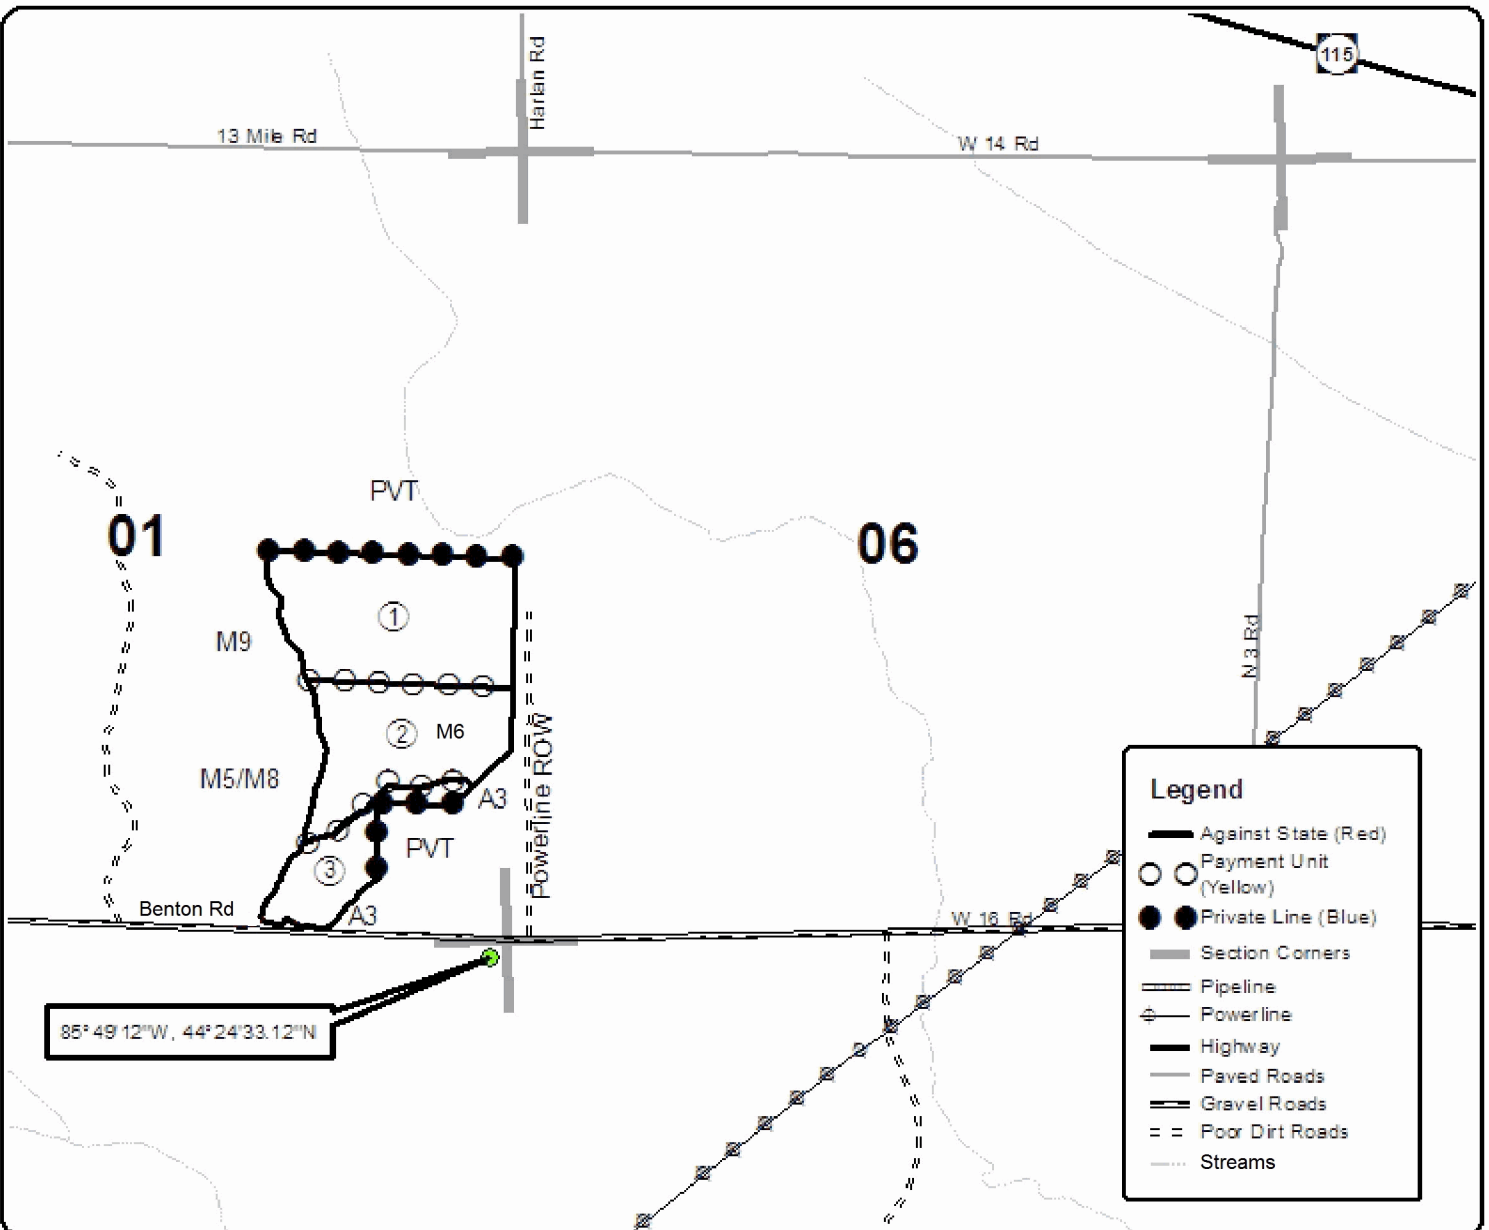 115
Harlan Rd
13 Mile Rd
W 14 Rd
PVT
01
06
1
M9
N 3 Rd
2
M6
Powerline ROW
M5/M8
A3
PVT
3
Benton Rd
A3
W 16 Rd
85° 49' 12"W, 44° 24'33.12"N
Legend
Against State (Red)
Payment Unit
(Yellow)
Private Line (Blue)
Section Corners
Pipeline
Powerline
Highway
Paved Roads
Gravel Roads
Poor Dirt Roads
Streams